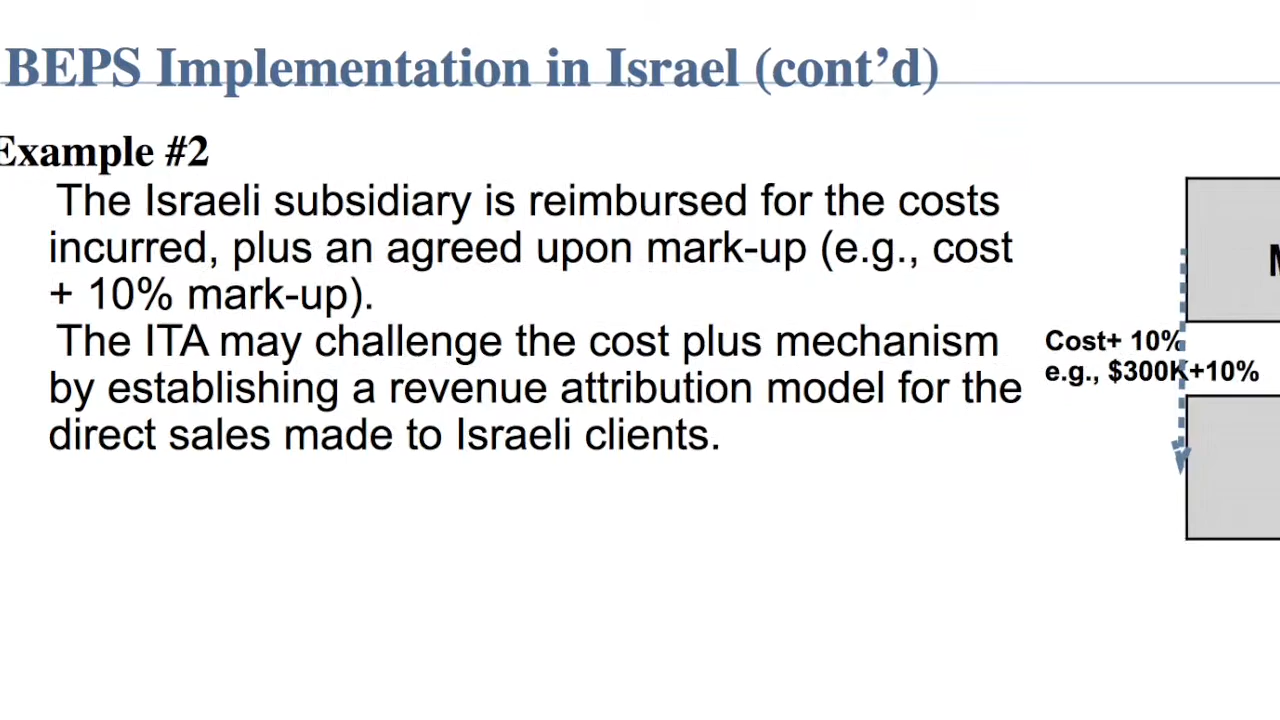 BEPS Implementation in Israel (cont’d)
Example #2
The Israeli subsidiary is reimbursed for the costs
incurred, plus an agreed upon mark-up (e.g., cost
+ 10% mark-up).
The ITA may challenge the cost plus mechanism
by establishing a revenue attribution model for the
direct sales made to Israeli clients.
Cost+ 10%
e.g., $300K+10%